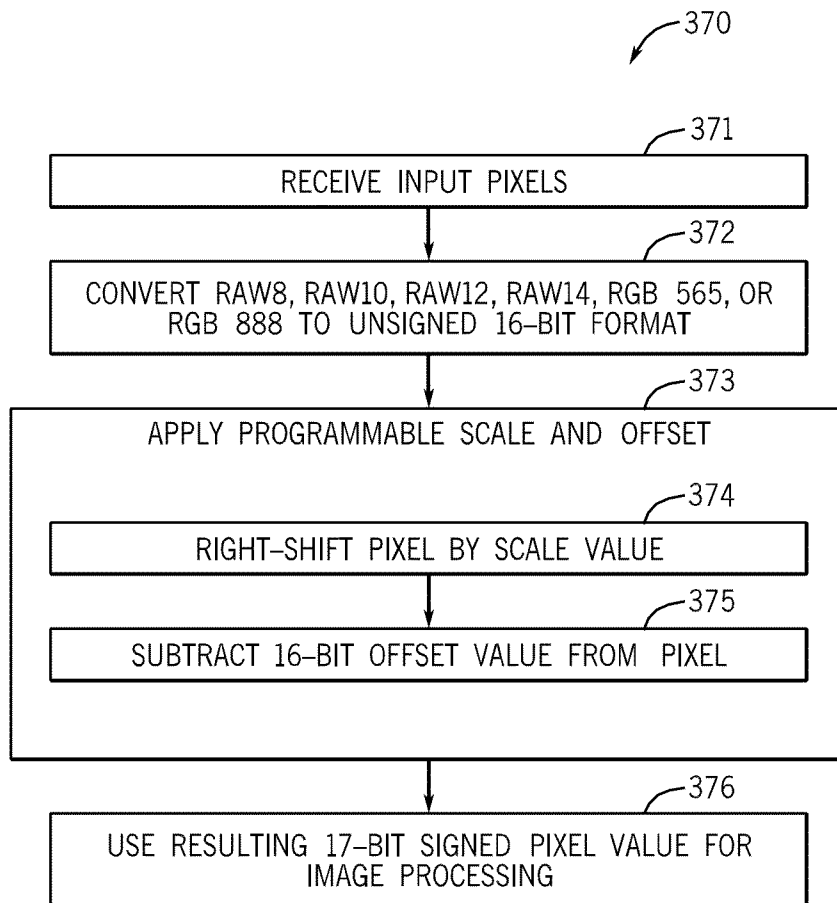 370
371
RECEIVE INPUT PIXELS
372
CONVERT RAW8, RAW10, RAW12, RAW14, RGB 565, OR
RGB 888 TO UNSIGNED 16–BIT FORMAT
373
APPLY PROGRAMMABLE SCALE AND OFFSET
374
RIGHT–SHIFT PIXEL BY SCALE VALUE
375
SUBTRACT 16–BIT OFFSET VALUE FROM PIXEL
376
USE RESULTING 17–BIT SIGNED PIXEL VALUE FOR
IMAGE PROCESSING